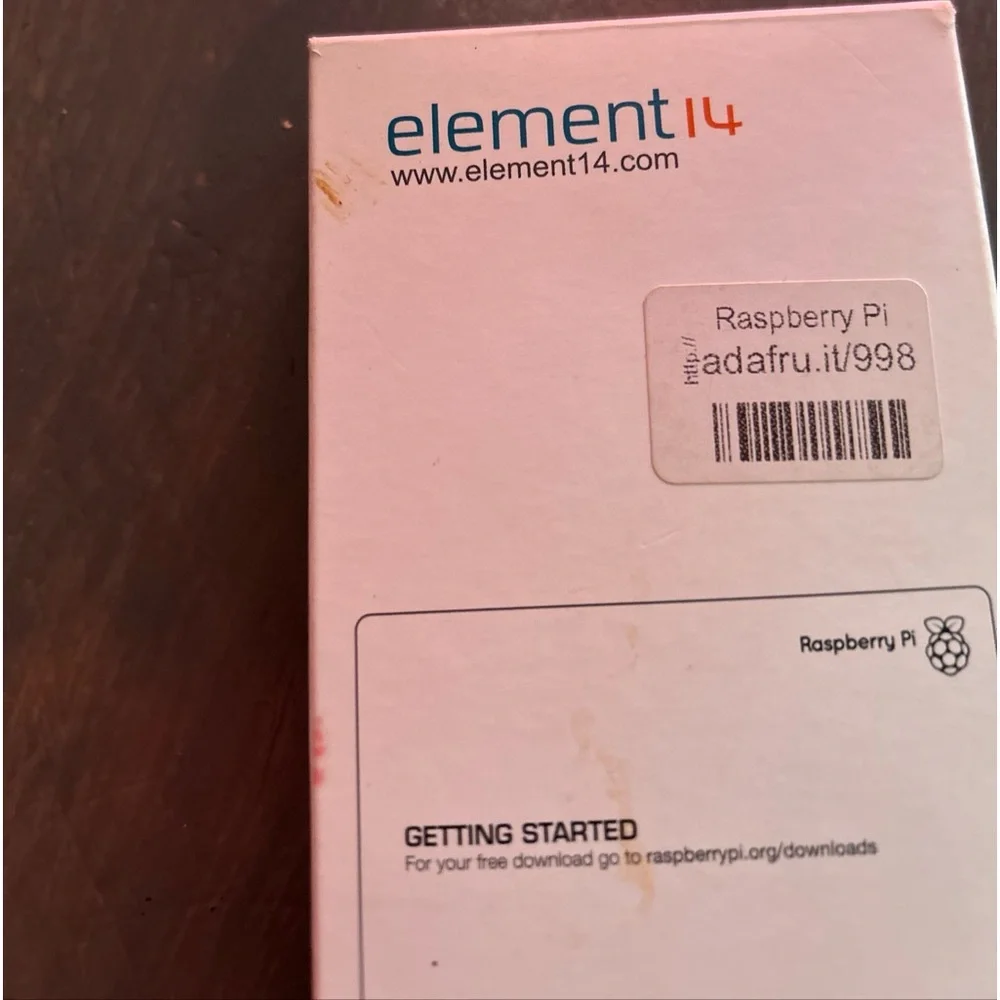 element14
www.element14.com
Raspberry Pi
http://adafru.it/998
Raspberry Pi
GETTING STARTED
For your free download go to raspberrypi.org/downloads